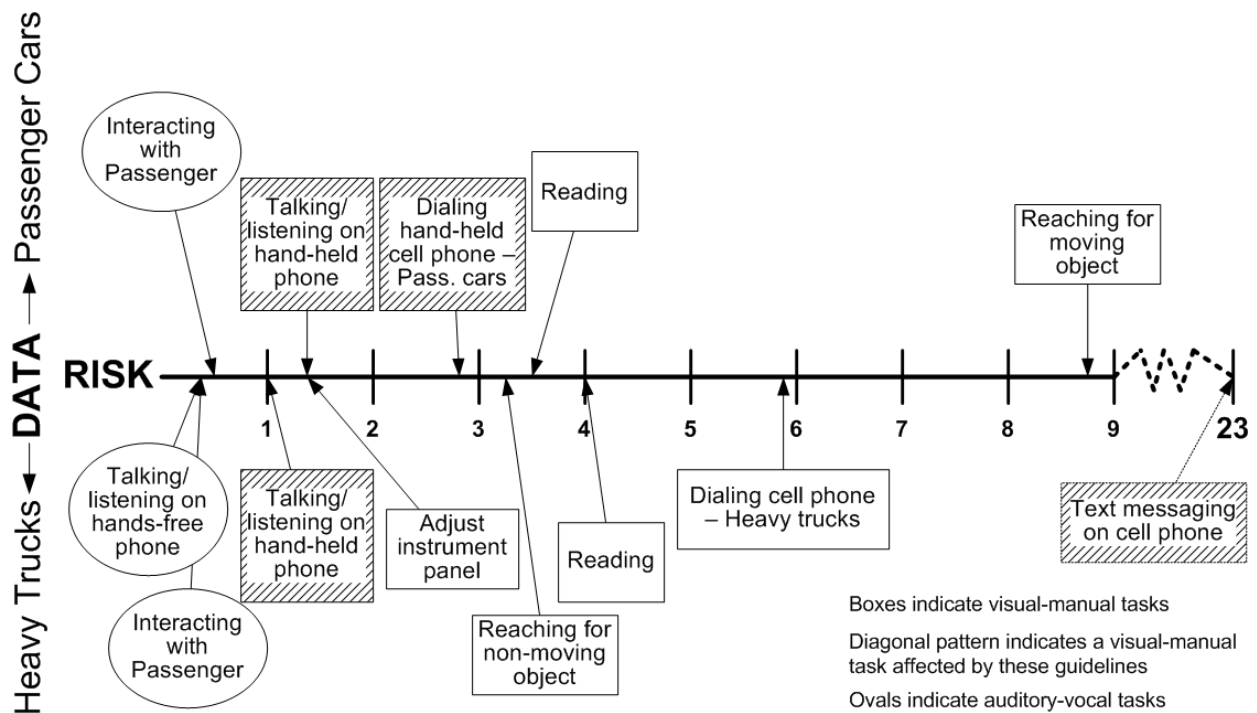 Heavy Trucks ← DATA → Passenger Cars
Interacting
with
Passenger
Talking/
listening on
hand-held
phone
Dialing
hand-held
cell phone –
Pass. cars
Reading
Reaching for
moving
object
RISK
1
2
3
4
5
6
7
8
9
23
Talking/
listening on
hands-free
phone
Interacting
with
Passenger
Talking/
listening on
hand-held
phone
Adjust
instrument
panel
Reaching for
non-moving
object
Reading
Dialing cell phone
– Heavy trucks
Text messaging
on cell phone
Boxes indicate visual-manual tasks
Diagonal pattern indicates a visual-manual
task affected by these guidelines
Ovals indicate auditory-vocal tasks